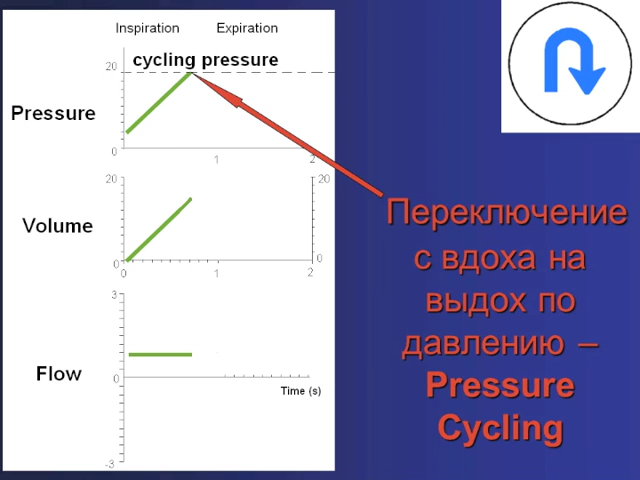 Inspiration Expiration
cycling pressure
20
Pressure
0
1 2
20 20
Volume
0 0
0 1 2
3
Flow
0
Time (s)
-3
Переключение
с вдоха на
выдох по
давлению –
Pressure
Cycling